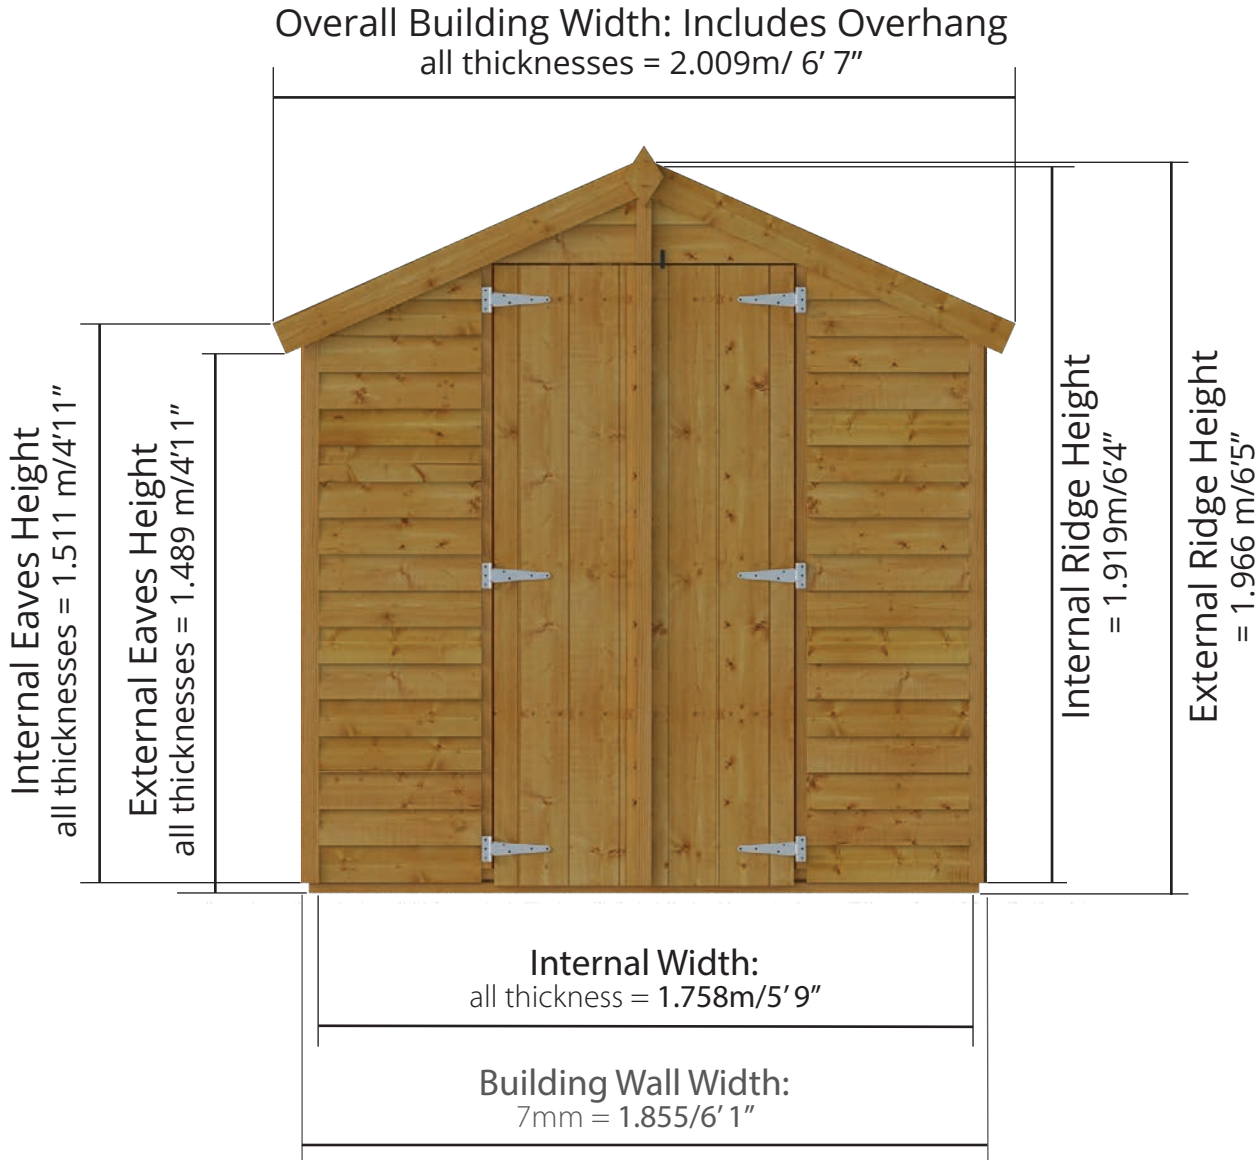 Overall Building Width: Includes Overhang
all thicknesses = 2.009m/ 6’ 7”
Internal Eaves Height
all thicknesses = 1.511 m/4’11”
External Eaves Height
all thicknesses = 1.489 m/4’11”
Internal Ridge Height
= 1.919m/6’4”
External Ridge Height
= 1.966 m/6’5”
Internal Width:
all thickness = 1.758m/5’ 9”
Building Wall Width:
7mm = 1.855/6’ 1”